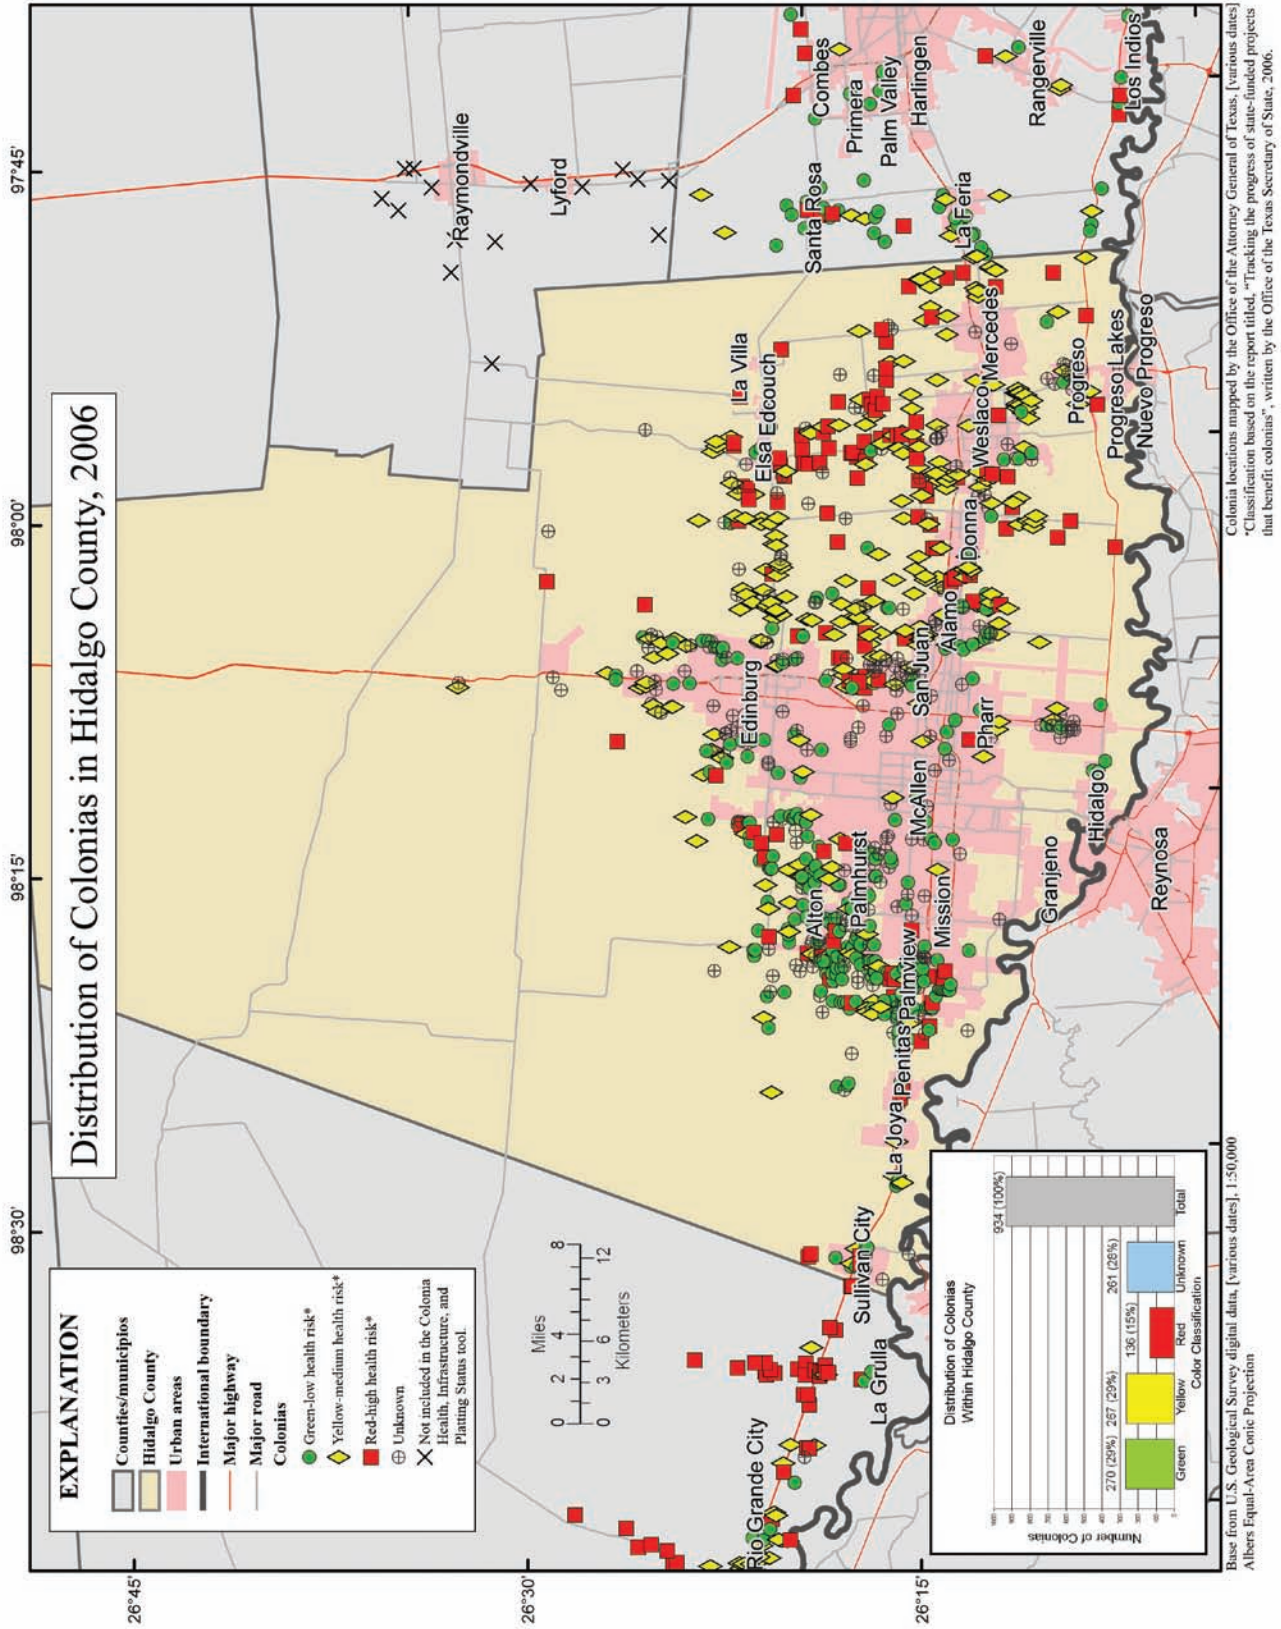 Distribution of Colonias in Hidalgo County, 2006
98°30'
98°15'
98°00'
97°45'
26°45'
26°30'
26°15'
EXPLANATION
Counties/municipios
Hidalgo County
Urban areas
International boundary
Major highway
Major road
Colonias
Green-low health risk*
Yellow-medium health risk*
Red-high health risk*
Unknown
Not included in the Colonia
Health, Infrastructure, and
Platting Status tool.
Miles
0 2 4 8
0 3 6 12
Kilometers
Raymondville
Lyford
Combes
Primera
Palm Valley
Harlingen
Rangerville
Los Indios
Santa Rosa
La Feria
La Villa
Edcouch
Elsa
Mercedes
Weslaco
Progreso
Progreso Lakes
Nuevo Progreso
Donna
Alamo
San Juan
Edinburg
Pharr
McAllen
Hidalgo
Reynosa
Granjeno
Mission
Palmhurst
Alton
Palmview
Penitas
La Joya
Sullivan City
La Grulla
Rio Grande City
Distribution of Colonias
Within Hidalgo County
934 (100%)
270 (29%)
267 (29%)
136 (15%)
261 (28%)
Number of Colonias
Green
Yellow
Red
Unknown
Total
Color Classification
Base from U.S. Geological Survey digital data, [various dates], 1:50,000
Albers Equal-Area Conic Projection
Colonia locations mapped by the Office of the Attorney General of Texas, [various dates]
*Classification based on the report titled, "Tracking the progress of state-funded projects
that benefit colonias", written by the Office of the Texas Secretary of State, 2006.